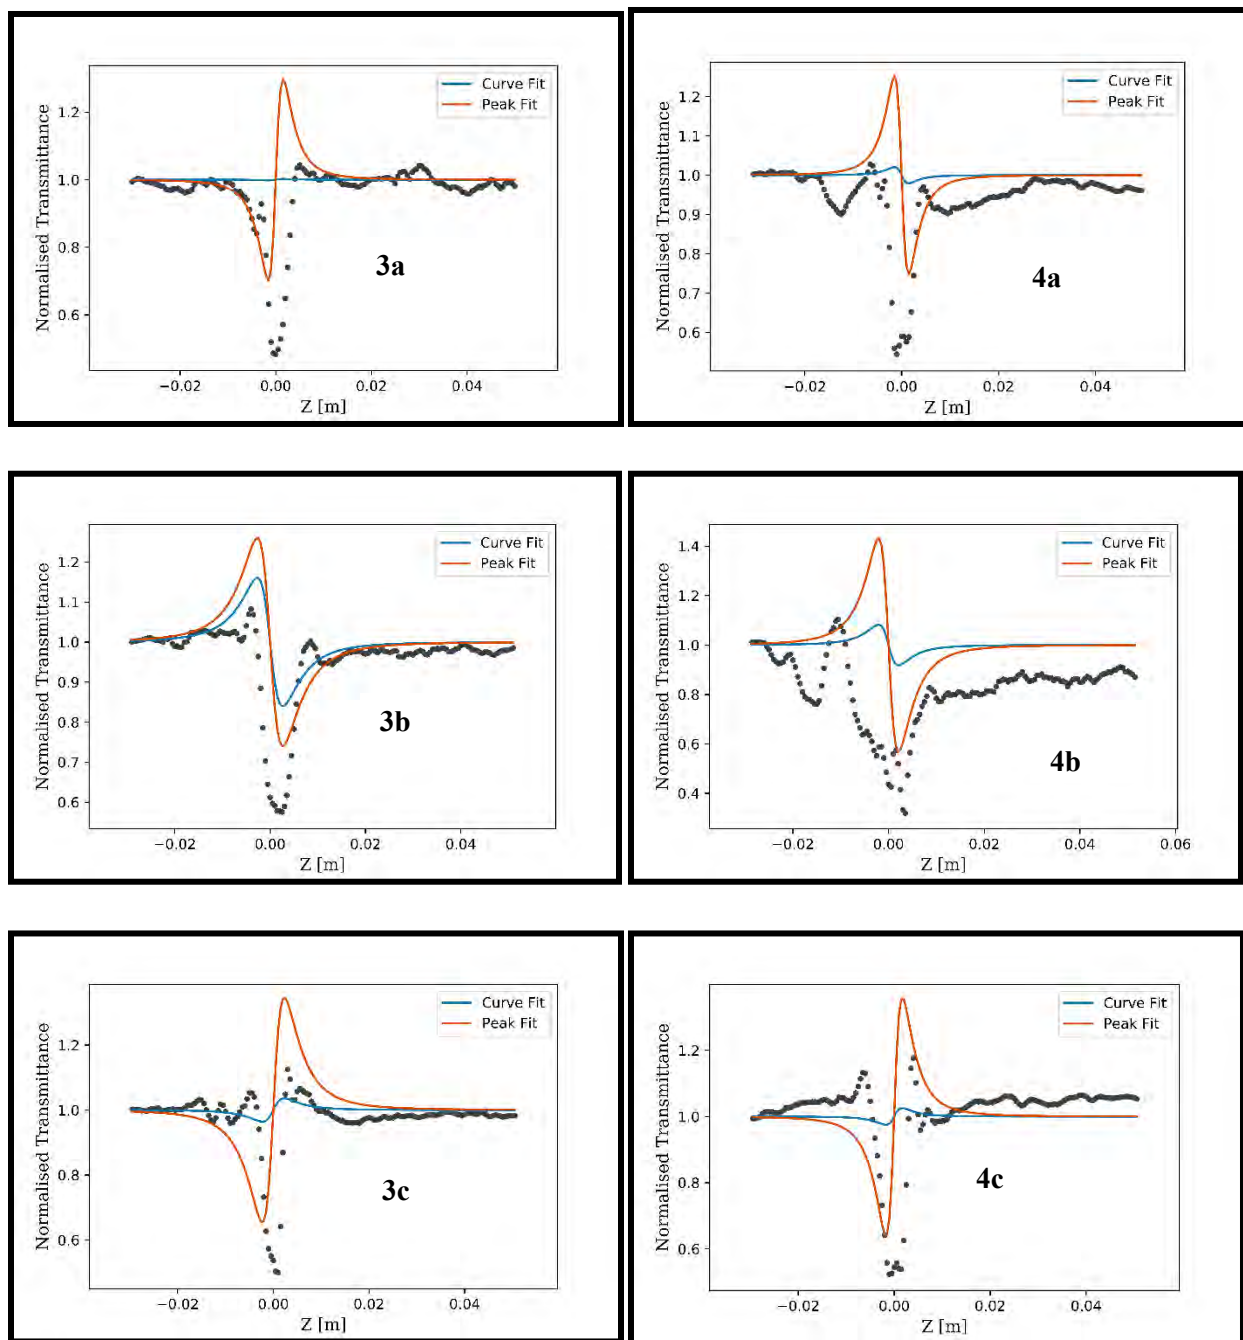 Normalised Transmittance
1.2
1.0
0.8
0.6
Curve Fit
Peak Fit
3a
−0.02
0.00
0.02
0.04
Z [m]
Normalised Transmittance
1.2
1.1
1.0
0.9
0.8
0.7
0.6
Curve Fit
Peak Fit
4a
−0.02
0.00
0.02
0.04
Z [m]
Normalised Transmittance
1.2
1.1
1.0
0.9
0.8
0.7
0.6
Curve Fit
Peak Fit
3b
−0.02
0.00
0.02
0.04
Z [m]
Normalised Transmittance
1.4
1.2
1.0
0.8
0.6
0.4
Curve Fit
Peak Fit
4b
−0.02
0.00
0.02
0.04
0.06
Z [m]
Normalised Transmittance
1.2
1.0
0.8
0.6
Curve Fit
Peak Fit
3c
−0.02
0.00
0.02
0.04
Z [m]
Normalised Transmittance
1.2
1.0
0.8
0.6
Curve Fit
Peak Fit
4c
−0.02
0.00
0.02
0.04
Z [m]